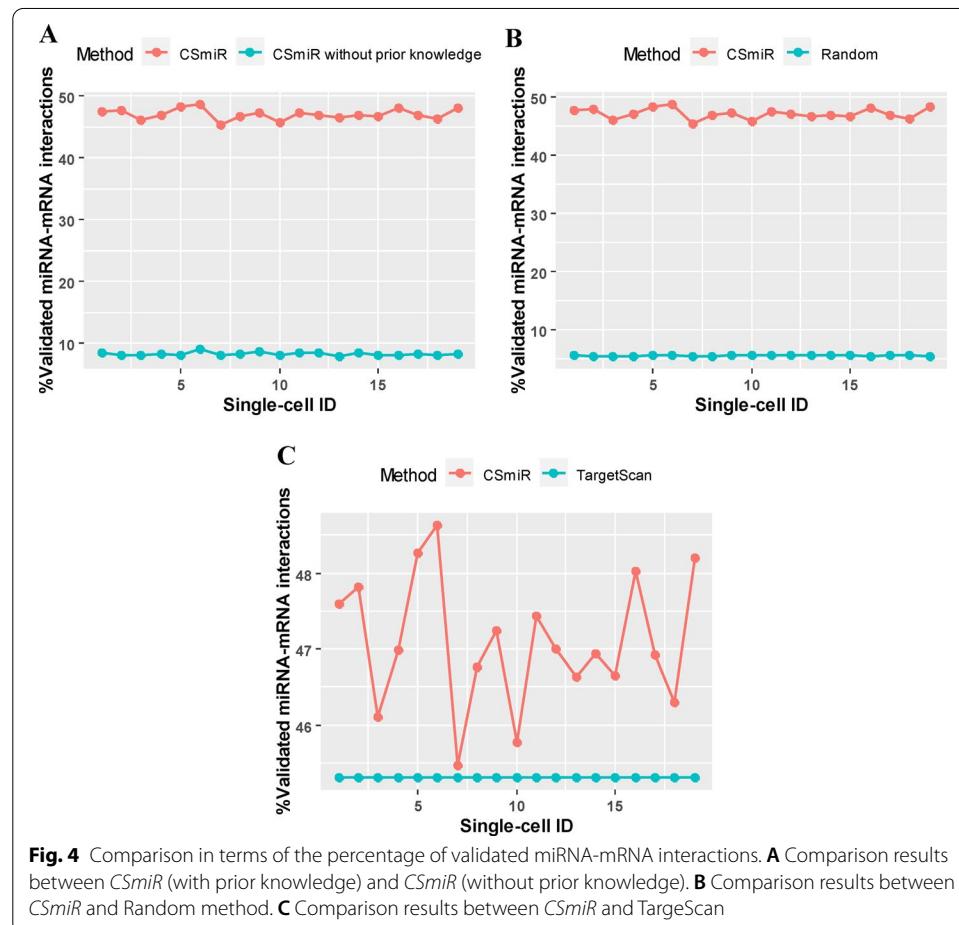 A
Method CSmiR CSmiR without prior knowledge
%Validated miRNA-mRNA interactions
50
40
30
20
10
5 10 15
Single-cell ID
B
Method CSmiR Random
%Validated miRNA-mRNA interactions
50
40
30
20
10
5 10 15
Single-cell ID
C
Method CSmiR TargetScan
%Validated miRNA-mRNA interactions
48
47
46
5 10 15
Single-cell ID
Fig. 4 Comparison in terms of the percentage of validated miRNA-mRNA interactions. A Comparison results
between CSmiR (with prior knowledge) and CSmiR (without prior knowledge). B Comparison results between
CSmiR and Random method. C Comparison results between CSmiR and TargeScan